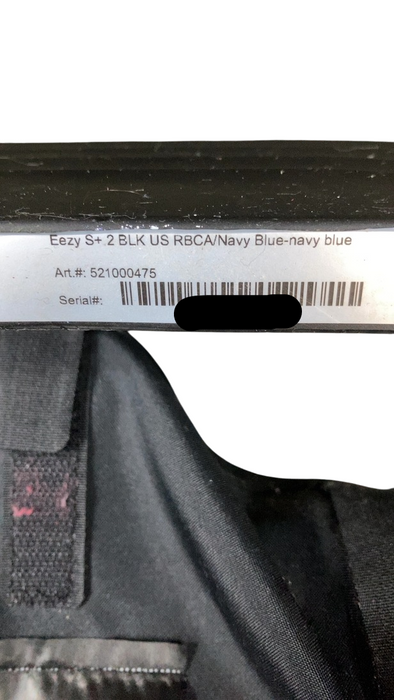 Eezy S+ 2 BLK US RBCA/Navy Blue-navy blue
Art.#: 521000475
Serial#: